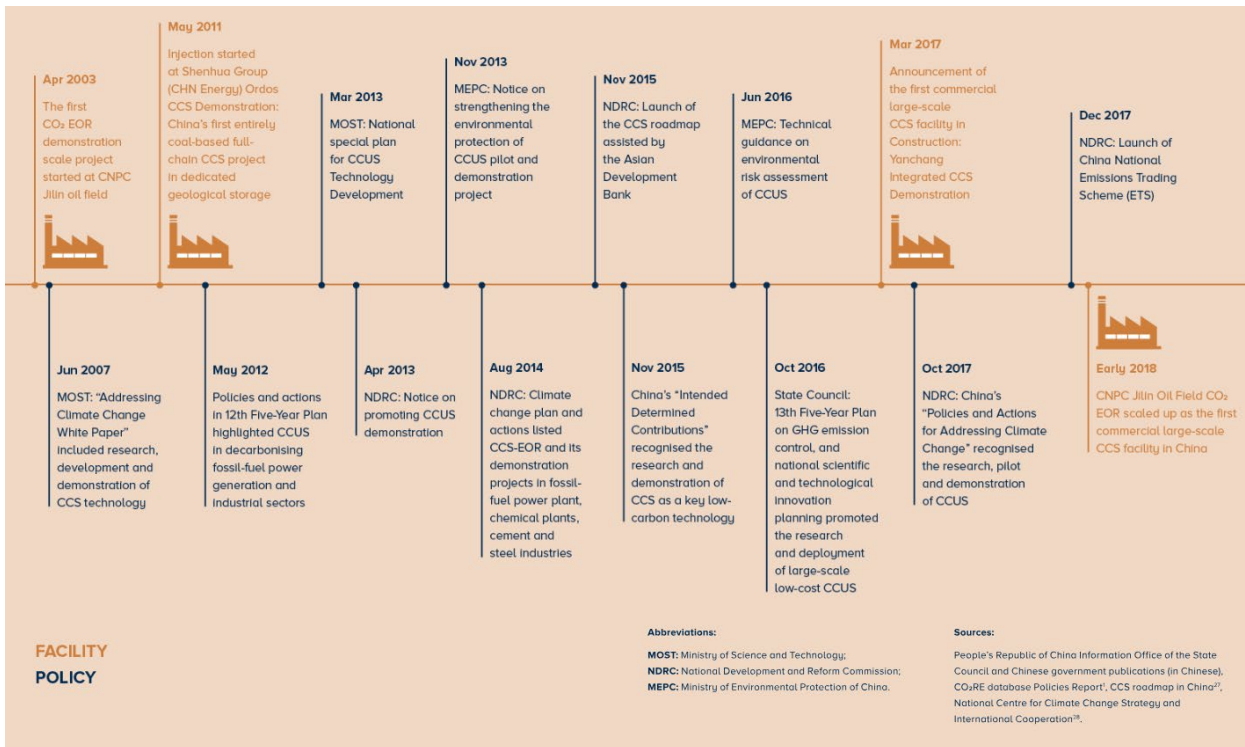 Apr 2003
The first
CO₂ EOR
demonstration
scale project
started at CNPC
Jilin oil field
May 2011
Injection started
at Shenhua Group
(CHN Energy) Ordos
CCS Demonstration:
China's first entirely
coal-based full-
chain CCS project
in dedicated
geological storage
Mar 2013
MOST: National
special plan
for CCUS
Technology
Development
Nov 2013
MEPC: Notice on
strengthening the
environmental
protection of
CCUS pilot and
demonstration
project
Nov 2015
NDRC: Launch of
the CCS roadmap
assisted by
the Asian
Development
Bank
Jun 2016
MEPC: Technical
guidance on
environmental
risk assessment
of CCUS
Mar 2017
Announcement of
the first commercial
large-scale
CCS facility in
Construction:
Yanchang
Integrated CCS
Demonstration
Dec 2017
NDRC: Launch of
China National
Emissions Trading
Scheme (ETS)
Jun 2007
MOST: "Addressing
Climate Change
White Paper"
included research,
development and
demonstration of
CCS technology
May 2012
Policies and actions
in 12th Five-Year Plan
highlighted CCUS
in decarbonising
fossil-fuel power
generation and
industrial sectors
Apr 2013
NDRC: Notice on
promoting CCUS
demonstration
Aug 2014
NDRC: Climate
change plan and
actions listed
CCS-EOR and its
demonstration
projects in fossil-
fuel power plant,
chemical plants,
cement and
steel industries
Nov 2015
China's "Intended
Determined
Contributions"
recognised the
research and
demonstration of
CCS as a key low-
carbon technology
Oct 2016
State Council:
13th Five-Year Plan
on GHG emission
control, and
national scientific
and technological
innovation
planning promoted
the research
and deployment
of large-scale
low-cost CCUS
Oct 2017
NDRC: China's
"Policies and Actions
for Addressing Climate
Change" recognised
the research, pilot
and demonstration
of CCUS
Early 2018
CNPC Jilin Oil Field CO₂
EOR scaled up as the first
commercial large-scale
CCS facility in China
FACILITY
POLICY
Abbreviations:
MOST: Ministry of Science and Technology;
NDRC: National Development and Reform Commission;
MEPC: Ministry of Environmental Protection of China.
Sources:
People's Republic of China Information Office of the State
Council and Chinese government publications (in Chinese),
CO₂RE database Policies Report¹, CCS roadmap in China²⁷,
National Centre for Climate Change Strategy and
International Cooperation²⁸.